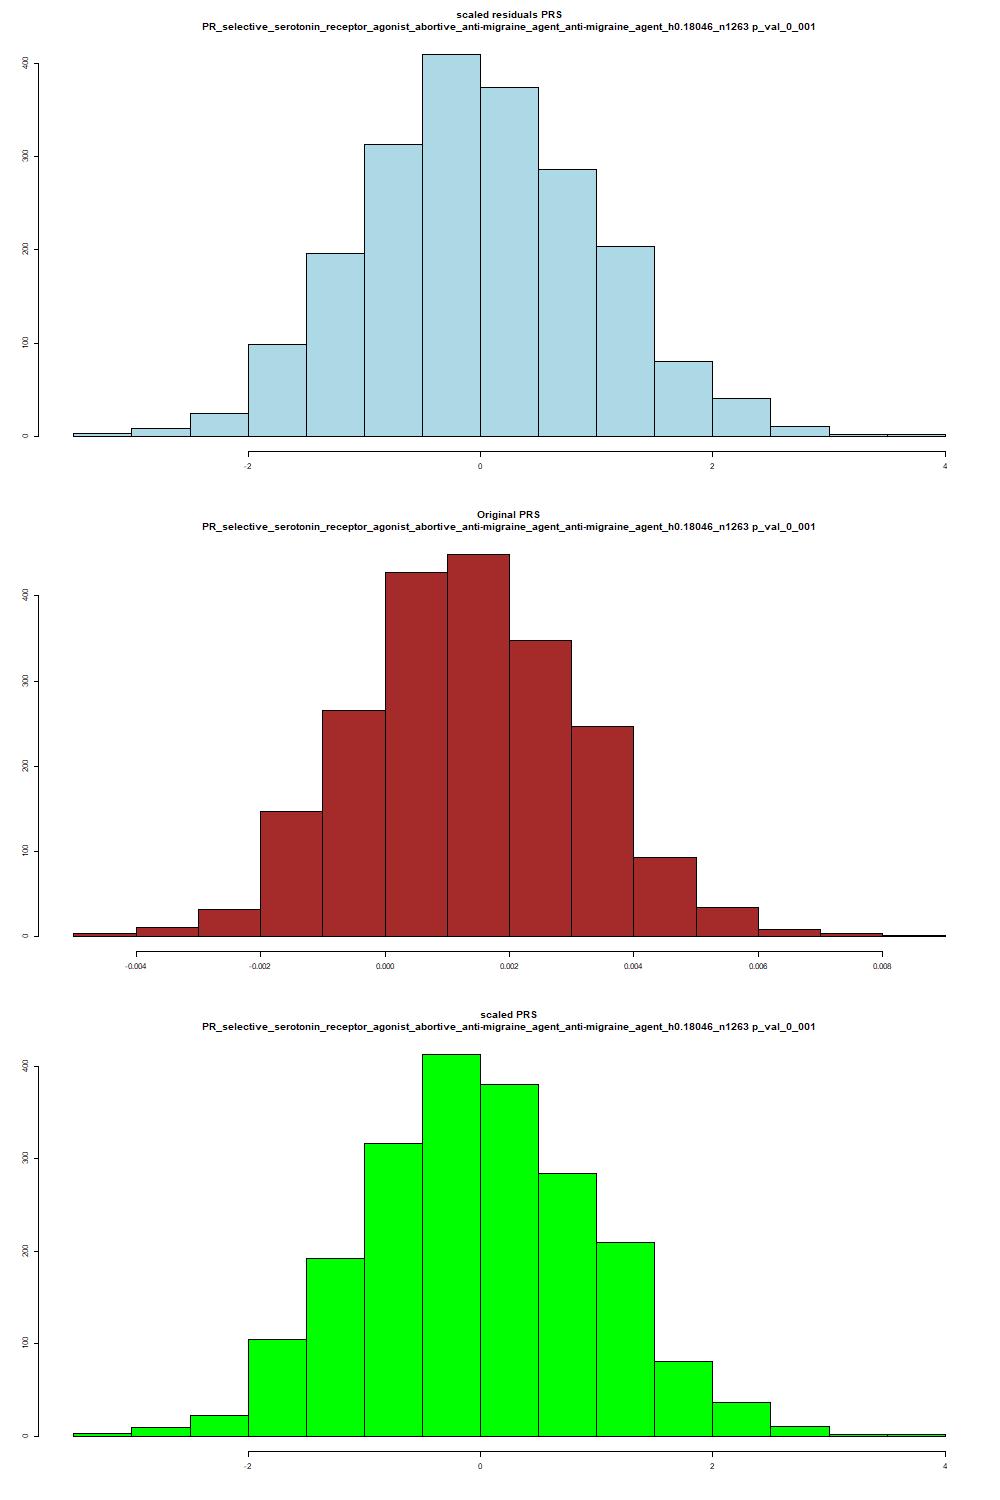 scaled residuals PRS
PR_selective_serotonin_receptor_agonist_abortive_anti-migraine_agent_anti-migraine_agent_h0.18046_n1263 p_val_0_001
400
300
200
100
0
-2 0 2 4
Original PRS
PR_selective_serotonin_receptor_agonist_abortive_anti-migraine_agent_anti-migraine_agent_h0.18046_n1263 p_val_0_001
400
300
200
100
0
-0.004 -0.002 0.000 0.002 0.004 0.006 0.008
scaled PRS
PR_selective_serotonin_receptor_agonist_abortive_anti-migraine_agent_anti-migraine_agent_h0.18046_n1263 p_val_0_001
400
300
200
100
0
-2 0 2 4